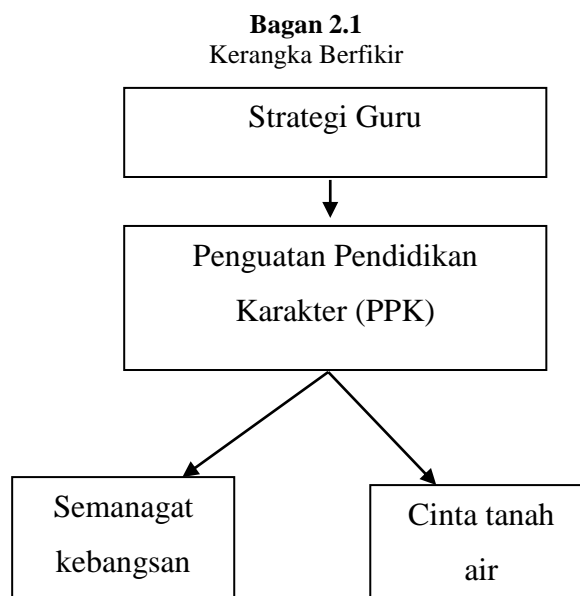 Bagan 2.1
Kerangka Berfikir
Strategi Guru
Penguatan Pendidikan
Karakter (PPK)
Semanagat
kebangsan
Cinta tanah
air